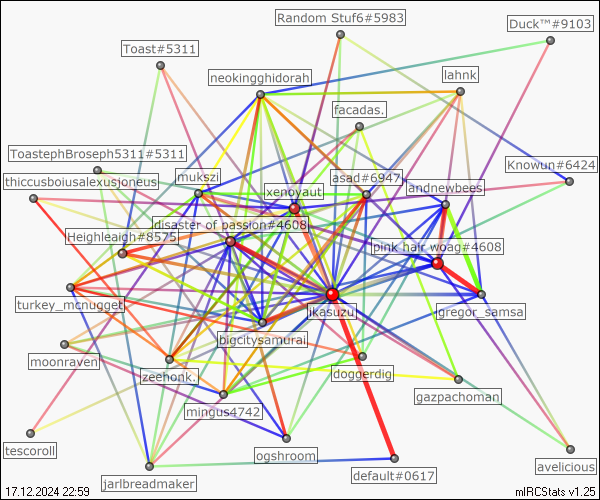 Random Stuf6#5983
Duck™#9103
Toast#5311
neokingghidorah
lahnk
facadas.
ToastephBroseph5311#5311
Knowun#6424
thiccusboiusalexusjoneus
mukszi
asad#6947
xenoyaut
landnewbees
disaster of passion#4608
Heighleaigh#8575
pink hair woag#4608
turkey_mcnugget
ikasuzu
gregor_samsa
bigcitysamurai
moonraven
zeehonk.
doggerdig
gazpachoman
mingus4742
tescoroll
ogshroom
avelicious
default#0617
jarlbreadmaker
17.12.2024 22:59
mIRCStats v1.25